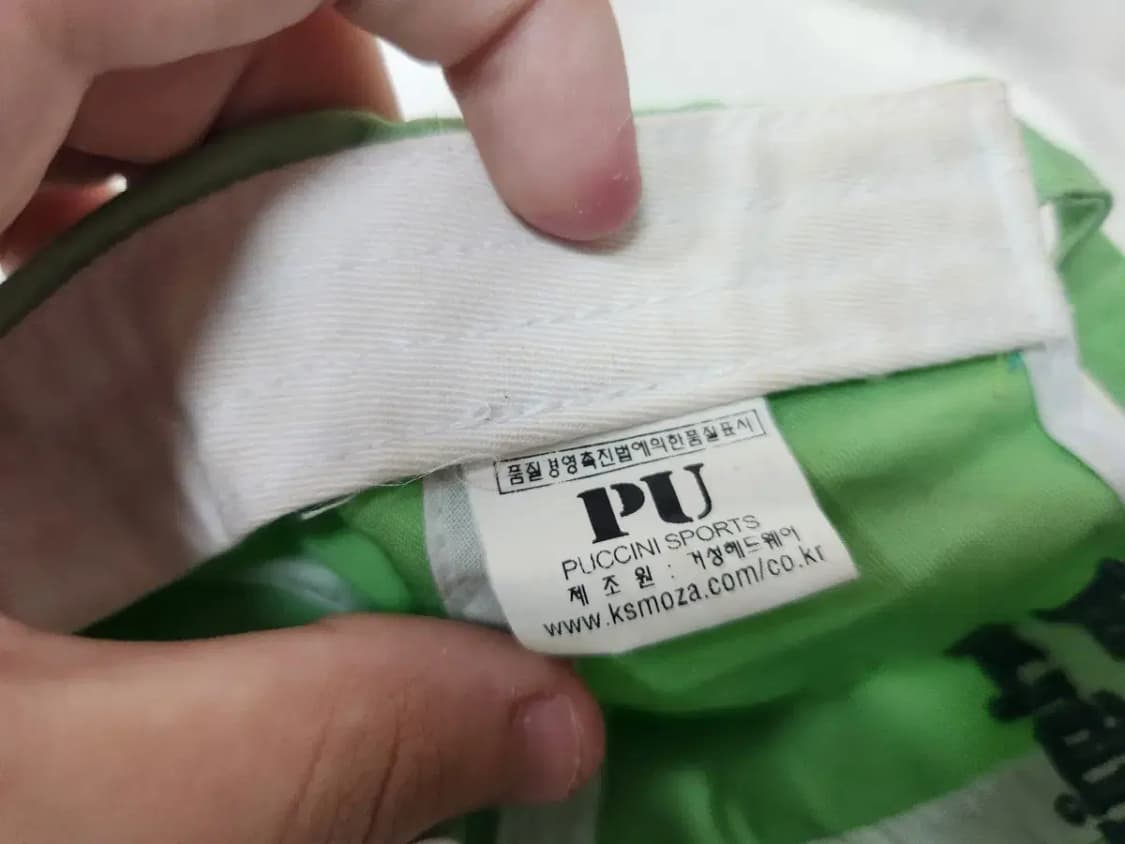 품질경영촉진법에의한품질표시
PU
PUCCINI SPORTS
제 조 원 : 거성헤드웨어
www.ksmoza.com/co.kr